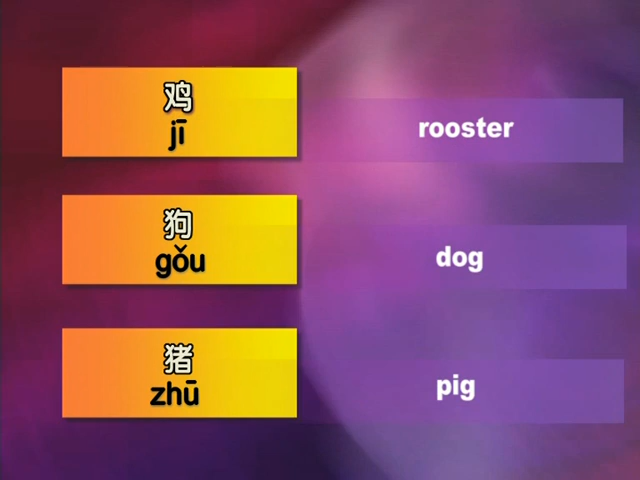 鸡
jī
rooster
狗
gǒu
dog
猪
zhū
pig